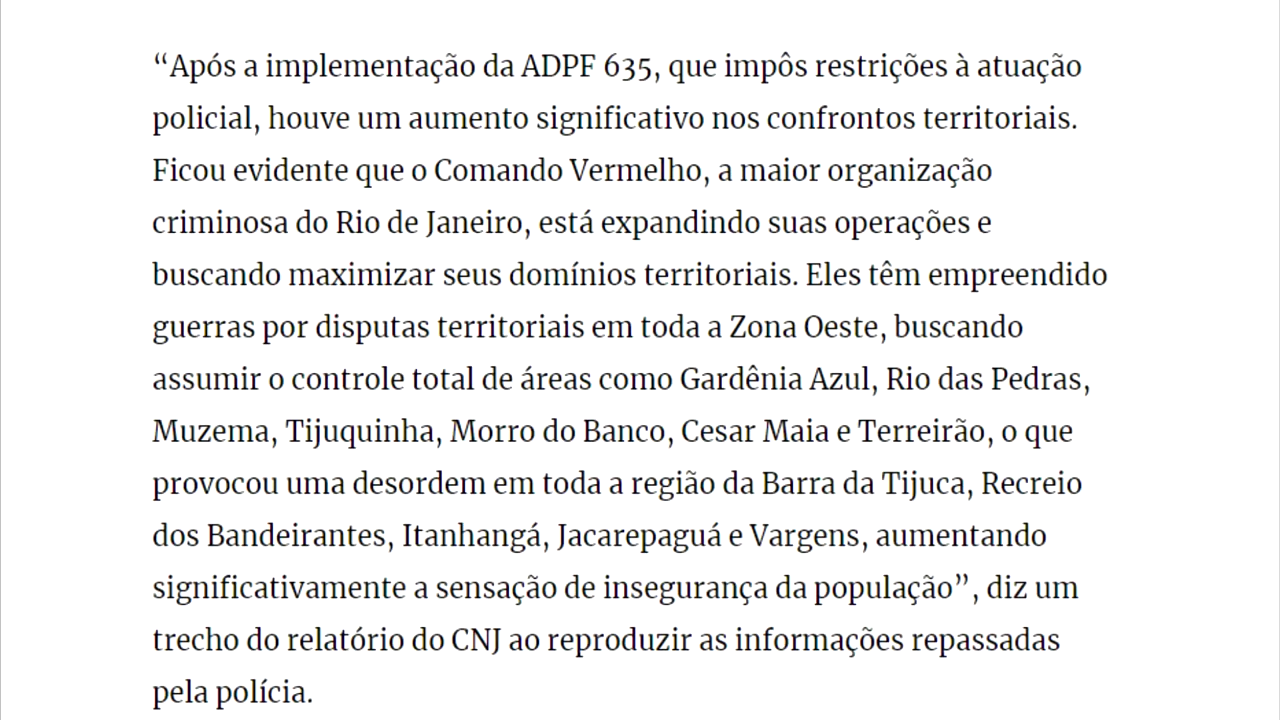 “Após a implementação da ADPF 635, que impôs restrições à atuação
policial, houve um aumento significativo nos confrontos territoriais.
Ficou evidente que o Comando Vermelho, a maior organização
criminosa do Rio de Janeiro, está expandindo suas operações e
buscando maximizar seus domínios territoriais. Eles têm empreendido
guerras por disputas territoriais em toda a Zona Oeste, buscando
assumir o controle total de áreas como Gardênia Azul, Rio das Pedras,
Muzema, Tijuquinha, Morro do Banco, Cesar Maia e Terreirão, o que
provocou uma desordem em toda a região da Barra da Tijuca, Recreio
dos Bandeirantes, Itanhangá, Jacarepaguá e Vargens, aumentando
significativamente a sensação de insegurança da população”, diz um
trecho do relatório do CNJ ao reproduzir as informações repassadas
pela polícia.